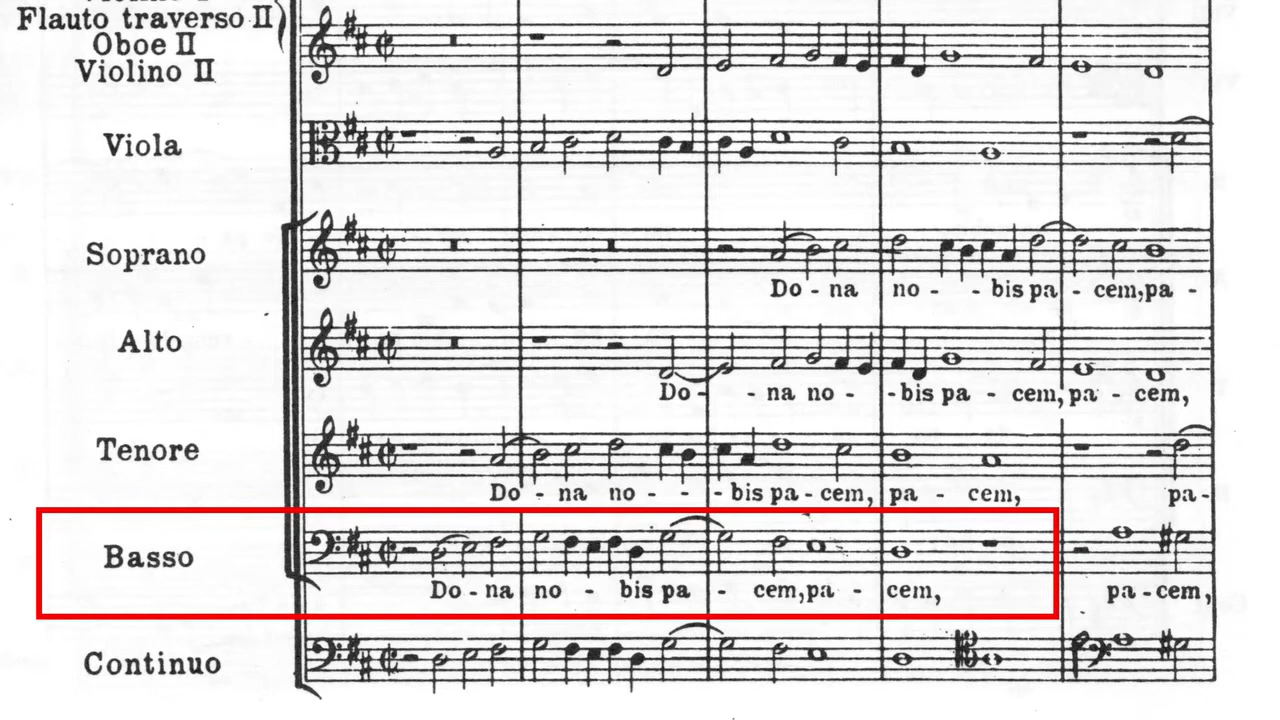 Flauto traverso II
Oboe II
Violino II
Viola
Soprano
Do - na no - - bis pa - cem, pa -
Alto
Do - - na no - - bis pa - cem, pa - cem,
Tenore
Do - na no - - - bis pa - cem, pa - cem, pa -
Basso
Do - na no - bis pa - cem, pa - cem, pa - cem,
Continuo